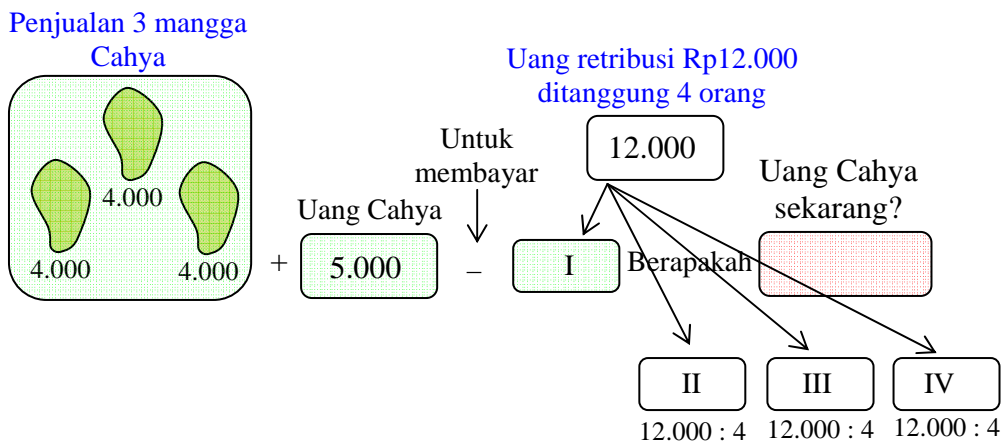 Penjualan 3 mangga
Cahya
4.000
4.000
4.000
+
Uang Cahya
5.000
Untuk
membayar
–
Uang retribusi Rp12.000
ditanggung 4 orang
12.000
I
Berapakah
Uang Cahya
sekarang?
II
III
IV
12.000 : 4
12.000 : 4
12.000 : 4